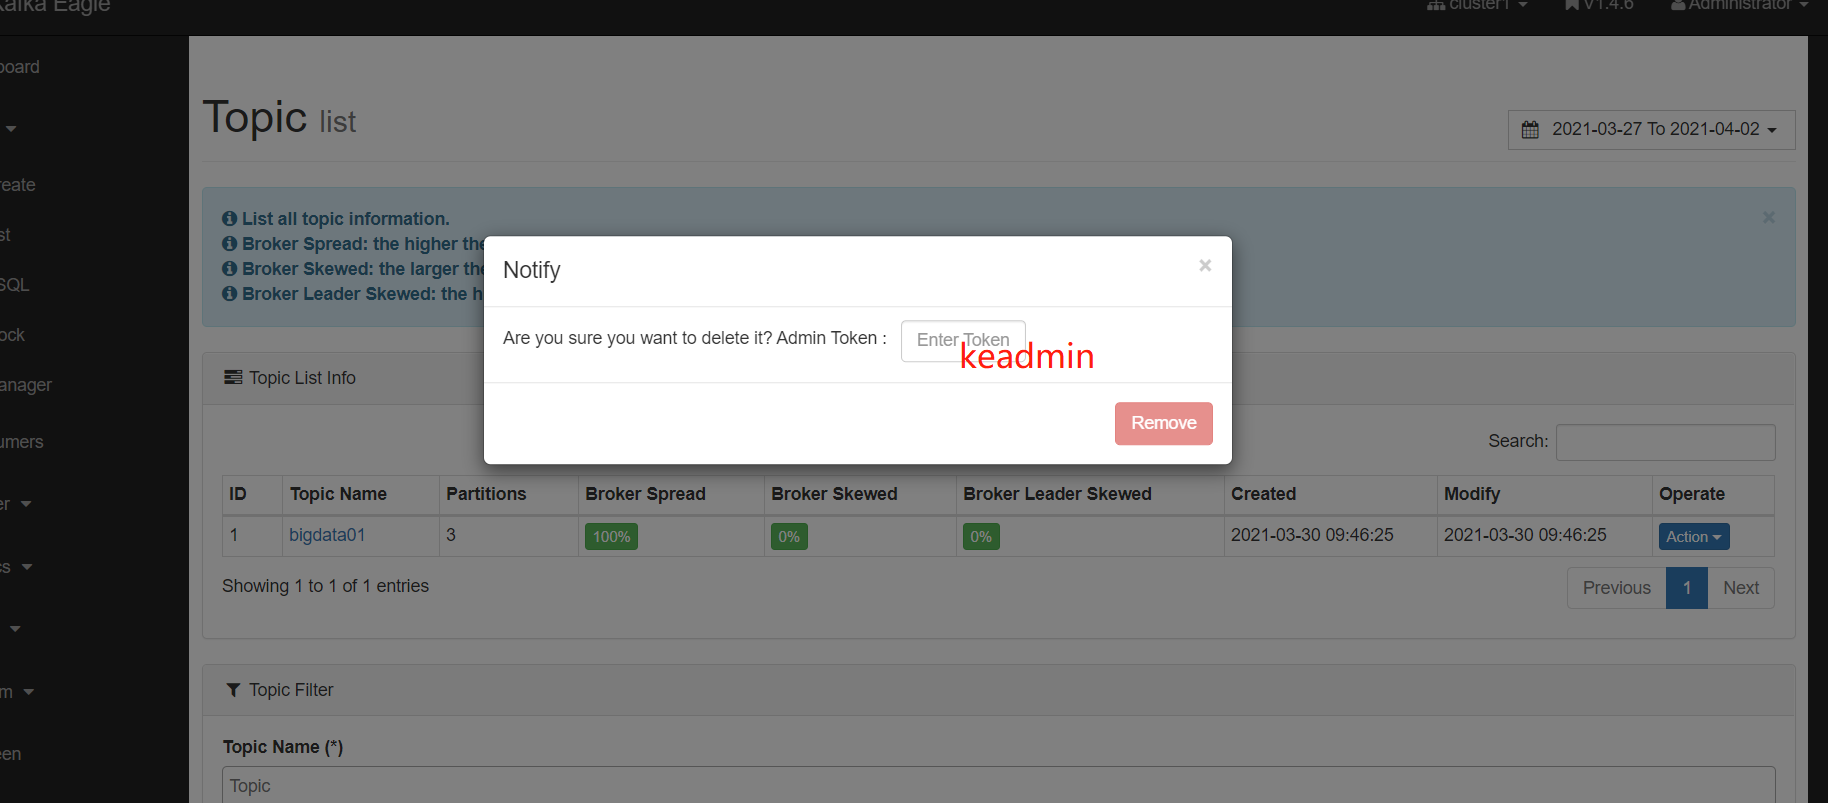 Kafka Eagle
cluster1
V1.4.6
Administrator
board
reate
st
SQL
ock
anager
umers
er
cs
m
een
Topic list
2021-03-27 To 2021-04-02
List all topic information.
Broker Spread: the higher the
Broker Skewed: the larger the
Broker Leader Skewed: the h
×
Notify
×
Are you sure you want to delete it? Admin Token :
Enter Token
keadmin
Remove
Topic List Info
Search:
ID Topic Name Partitions Broker Spread Broker Skewed Broker Leader Skewed Created Modify Operate
1 bigdata01 3 100% 0% 0% 2021-03-30 09:46:25 2021-03-30 09:46:25 Action
Showing 1 to 1 of 1 entries
Previous 1 Next
Topic Filter
Topic Name (*)
Topic